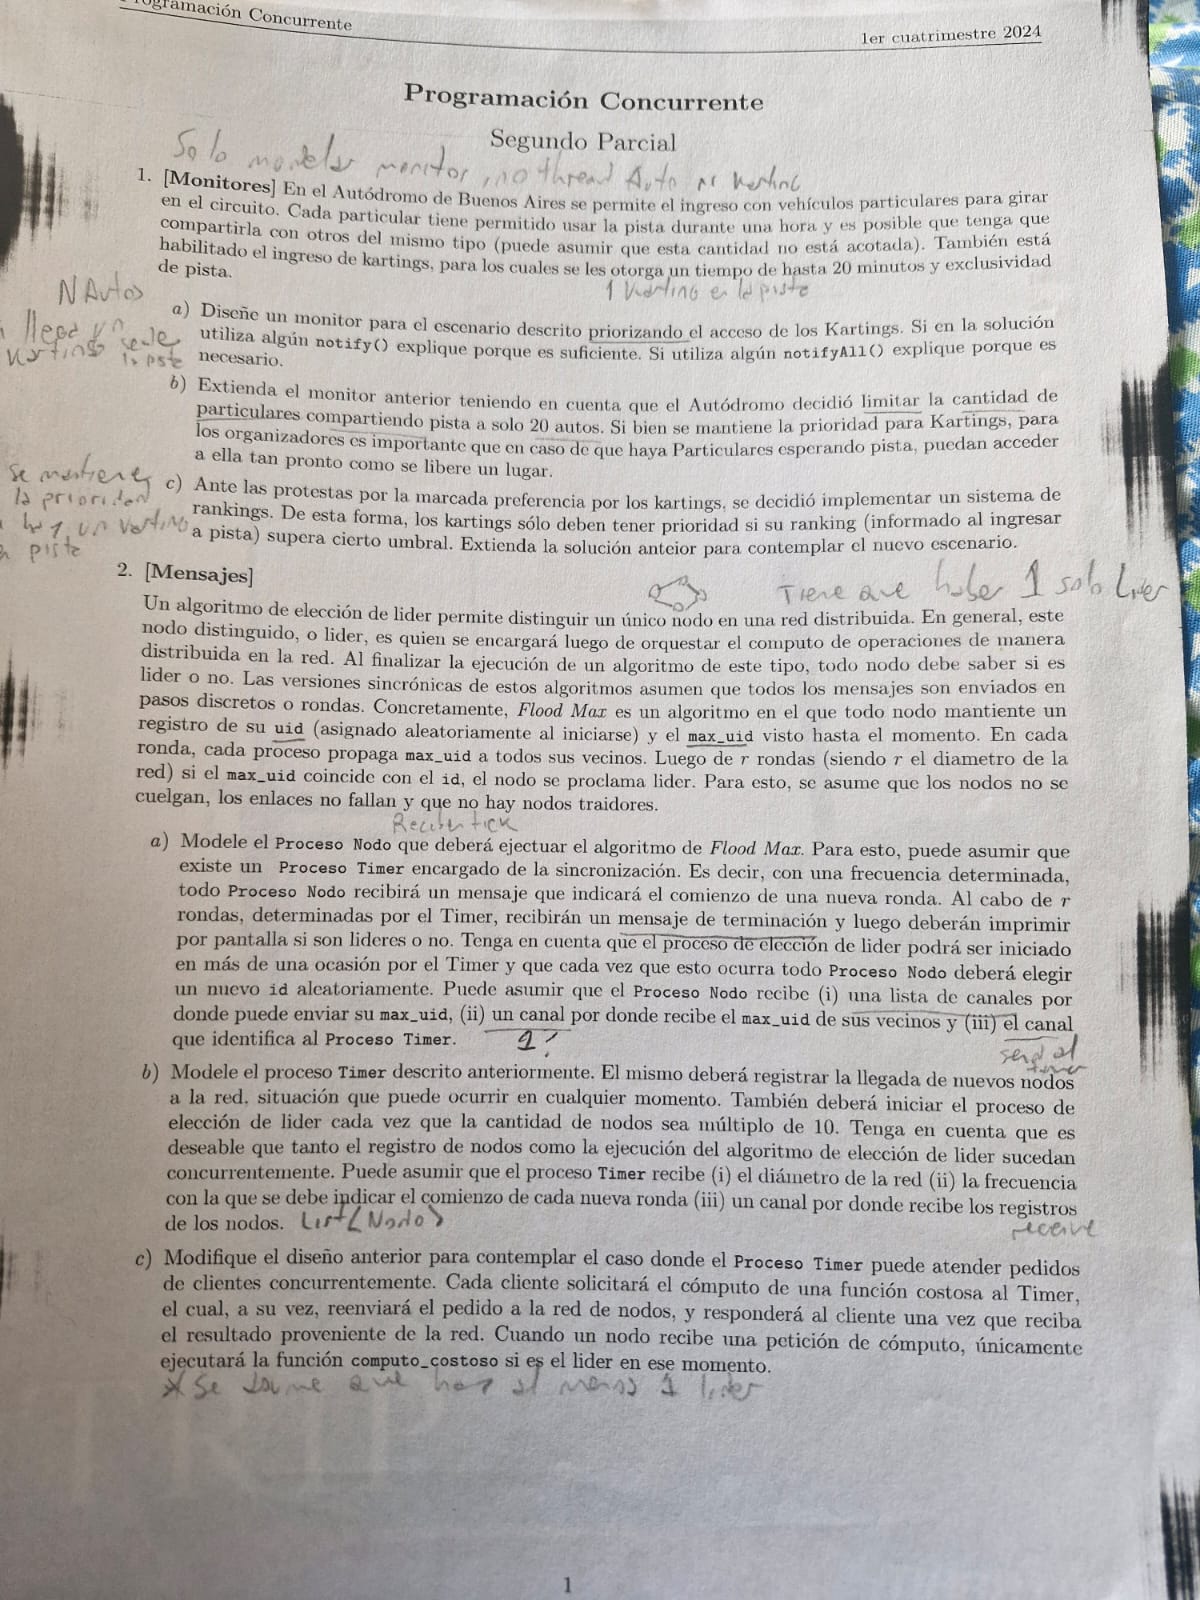 Programación Concurrente
1er cuatrimestre 2024
Programación Concurrente
Segundo Parcial
Solo modelar monitor, no thread Auto ni Karting
1. [Monitores] En el Autódromo de Buenos Aires se permite el ingreso con vehículos particulares para girar
en el circuito. Cada particular tiene permitido usar la pista durante una hora y es posible que tenga que
compartirla con otros del mismo tipo (puede asumir que esta cantidad no está acotada). También está
habilitado el ingreso de kartings, para los cuales se les otorga un tiempo de hasta 20 minutos y exclusividad
de pista.
1 Karting en la pista
N Autos
llega un
Kartings
la pista
a) Diseñe un monitor para el escenario descrito priorizando el acceso de los Kartings. Si en la solución
utiliza algún notify() explique porque es suficiente. Si utiliza algún notifyAll() explique porque es
necesario.
b) Extienda el monitor anterior teniendo en cuenta que el Autódromo decidió limitar la cantidad de
particulares compartiendo pista a solo 20 autos. Si bien se mantiene la prioridad para Kartings, para
los organizadores es importante que en caso de que haya Particulares esperando pista, puedan acceder
a ella tan pronto como se libere un lugar.
se mantiene
la prioridad
hay un Karting
pista
c) Ante las protestas por la marcada preferencia por los kartings, se decidió implementar un sistema de
rankings. De esta forma, los kartings sólo deben tener prioridad si su ranking (informado al ingresar
a pista) supera cierto umbral. Extienda la solución anteior para contemplar el nuevo escenario.
2. [Mensajes]
Tiene que haber 1 solo Lider
Un algoritmo de elección de lider permite distinguir un único nodo en una red distribuida. En general, este
nodo distinguido, o lider, es quien se encargará luego de orquestar el computo de operaciones de manera
distribuida en la red. Al finalizar la ejecución de un algoritmo de este tipo, todo nodo debe saber si es
lider o no. Las versiones sincrónicas de estos algoritmos asumen que todos los mensajes son enviados en
pasos discretos o rondas. Concretamente, Flood Max es un algoritmo en el que todo nodo mantiente un
registro de su uid (asignado aleatoriamente al iniciarse) y el max_uid visto hasta el momento. En cada
ronda, cada proceso propaga max_uid a todos sus vecinos. Luego de r rondas (siendo r el diametro de la
red) si el max_uid coincide con el id, el nodo se proclama lider. Para esto, se asume que los nodos no se
cuelgan, los enlaces no fallan y que no hay nodos traidores.
Reciben tick
a) Modele el Proceso Nodo que deberá ejectuar el algoritmo de Flood Max. Para esto, puede asumir que
existe un Proceso Timer encargado de la sincronización. Es decir, con una frecuencia determinada,
todo Proceso Nodo recibirá un mensaje que indicará el comienzo de una nueva ronda. Al cabo de r
rondas, determinadas por el Timer, recibirán un mensaje de terminación y luego deberán imprimir
por pantalla si son lideres o no. Tenga en cuenta que el proceso de elección de lider podrá ser iniciado
en más de una ocasión por el Timer y que cada vez que esto ocurra todo Proceso Nodo deberá elegir
un nuevo id aleatoriamente. Puede asumir que el Proceso Nodo recibe (i) una lista de canales por
donde puede enviar su max_uid, (ii) un canal por donde recibe el max_uid de sus vecinos y (iii) el canal
que identifica al Proceso Timer.
1?
send al
timer
b) Modele el proceso Timer descrito anteriormente. El mismo deberá registrar la llegada de nuevos nodos
a la red, situación que puede ocurrir en cualquier momento. También deberá iniciar el proceso de
elección de lider cada vez que la cantidad de nodos sea múltiplo de 10. Tenga en cuenta que es
deseable que tanto el registro de nodos como la ejecución del algoritmo de elección de lider sucedan
concurrentemente. Puede asumir que el proceso Timer recibe (i) el diámetro de la red (ii) la frecuencia
con la que se debe indicar el comienzo de cada nueva ronda (iii) un canal por donde recibe los registros
de los nodos.
List<Nodo>
receive
c) Modifique el diseño anterior para contemplar el caso donde el Proceso Timer puede atender pedidos
de clientes concurrentemente. Cada cliente solicitará el cómputo de una función costosa al Timer,
el cual, a su vez, reenviará el pedido a la red de nodos, y responderá al cliente una vez que reciba
el resultado proveniente de la red. Cuando un nodo recibe una petición de cómputo, únicamente
ejecutará la función computo_costoso si es el lider en ese momento.
* Se asume que hay al menos 1 lider
1